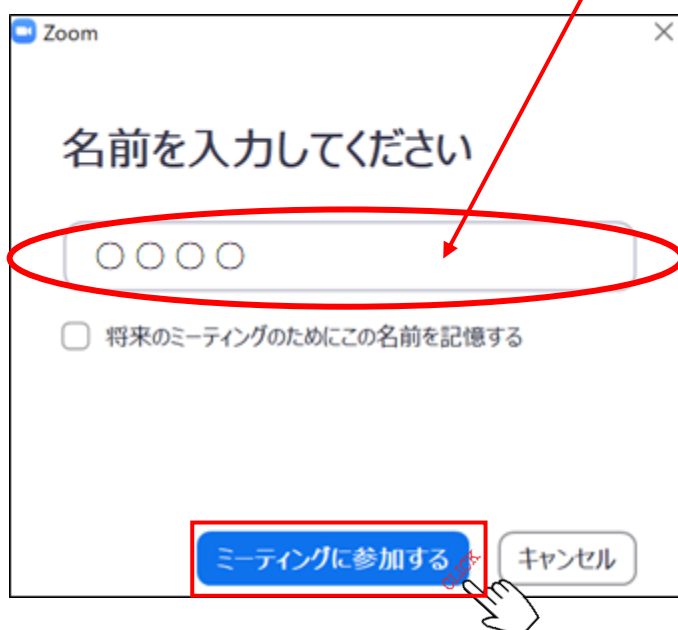 Zoom
名前を入力してください
○○○○
将来のミーティングのためにこの名前を記憶する
ミーティングに参加する
CLICK
キャンセル